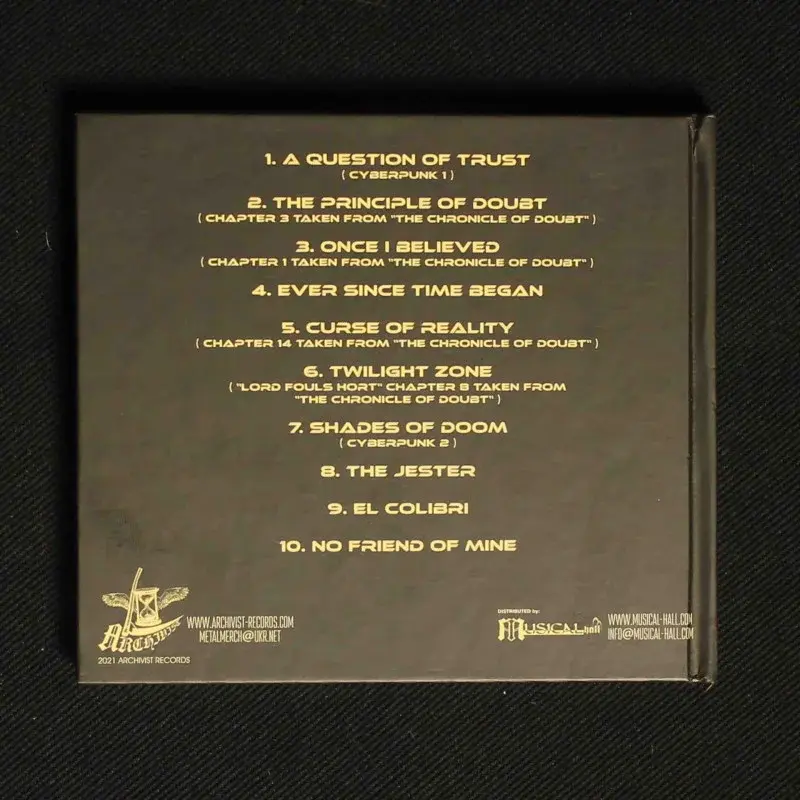 1. A QUESTION OF TRUST
( CYBERPUNK 1 )
2. THE PRINCIPLE OF DOUBT
( CHAPTER 3 TAKEN FROM "THE CHRONICLE OF DOUBT" )
3. ONCE I BELIEVED
( CHAPTER 1 TAKEN FROM "THE CHRONICLE OF DOUBT" )
4. EVER SINCE TIME BEGAN
5. CURSE OF REALITY
( CHAPTER 14 TAKEN FROM "THE CHRONICLE OF DOUBT" )
6. TWILIGHT ZONE
( "LORD FOULS HORT" CHAPTER 8 TAKEN FROM
"THE CHRONICLE OF DOUBT" )
7. SHADES OF DOOM
( CYBERPUNK 2 )
8. THE JESTER
9. EL COLIBRI
10. NO FRIEND OF MINE
ARCHIVIST
WWW.ARCHIVIST-RECORDS.COM
METALMERCH@UKR.NET
2021 ARCHIVIST RECORDS
DISTRIBUTED by:
MUSICAL hall
WWW.MUSICAL-HALL.COM
INFO@MUSICAL-HALL.COM